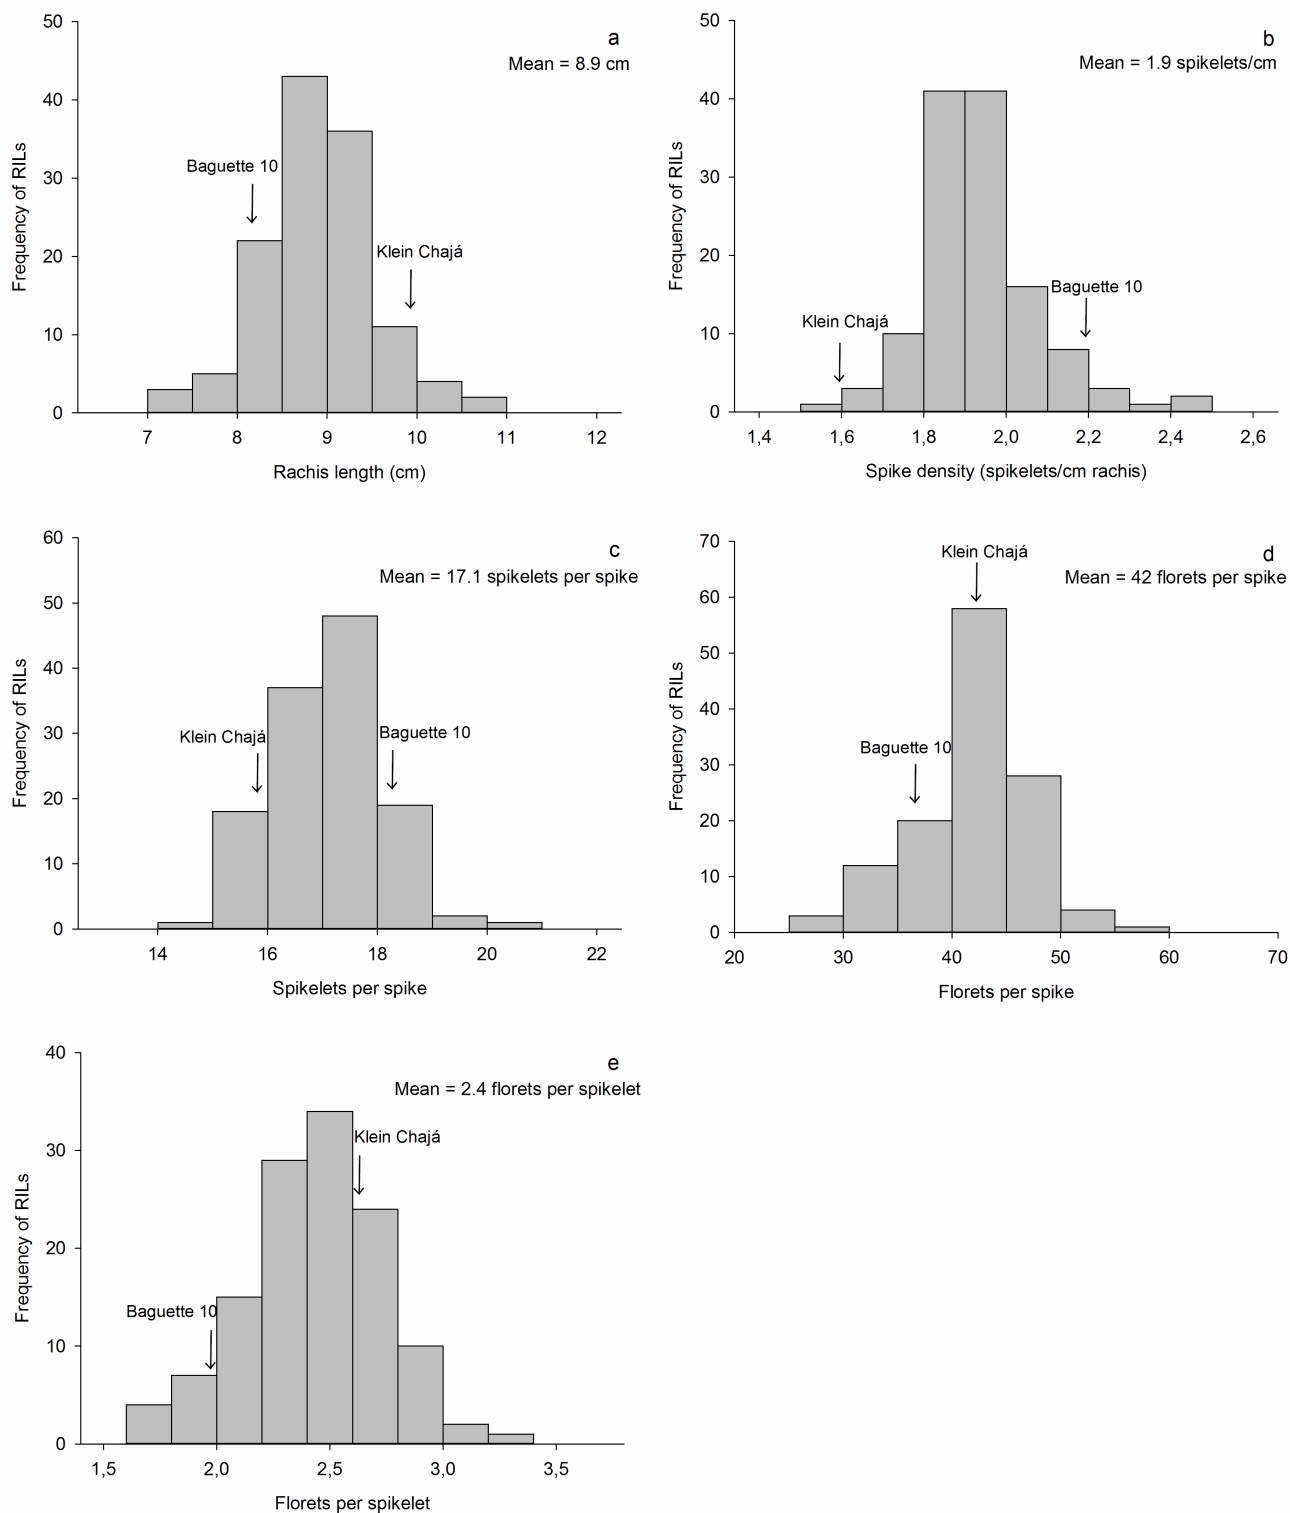 a
Mean = 8.9 cm
50
40
30
20
10
0
Frequency of RILs
Baguette 10
Klein Chajá
7 8 9 10 11 12
Rachis length (cm)
b
Mean = 1.9 spikelets/cm
50
40
30
20
10
0
Frequency of RILs
Klein Chajá
Baguette 10
1,4 1,6 1,8 2,0 2,2 2,4 2,6
Spike density (spikelets/cm rachis)
c
Mean = 17.1 spikelets per spike
60
50
40
30
20
10
0
Frequency of RILs
Klein Chajá
Baguette 10
14 16 18 20 22
Spikelets per spike
d
Mean = 42 florets per spike
70
60
50
40
30
20
10
0
Frequency of RILs
Klein Chajá
Baguette 10
20 30 40 50 60 70
Florets per spike
e
Mean = 2.4 florets per spikelet
40
30
20
10
0
Frequency of RILs
Klein Chajá
Baguette 10
1,5 2,0 2,5 3,0 3,5
Florets per spikelet